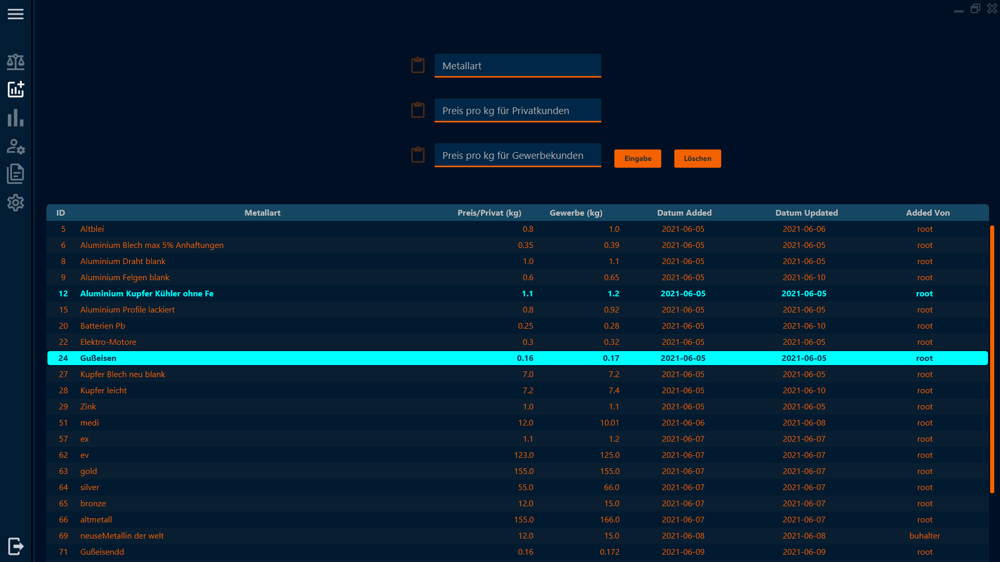 Metallart
Preis pro kg für Privatkunden
Preis pro kg für Gewerbekunden
Eingabe Löschen
ID Metallart Preis/Privat (kg) Gewerbe (kg) Datum Added Datum Updated Added Von
5 Altblei 0.8 1.0 2021-06-05 2021-06-06 root
6 Aluminium Blech max 5% Anhaftungen 0.35 0.39 2021-06-05 2021-06-05 root
8 Aluminium Draht blank 1.0 1.1 2021-06-05 2021-06-05 root
9 Aluminium Felgen blank 0.6 0.65 2021-06-05 2021-06-10 root
12 Aluminium Kupfer Kühler ohne Fe 1.1 1.2 2021-06-05 2021-06-05 root
15 Aluminium Profile lackiert 0.8 0.92 2021-06-05 2021-06-05 root
20 Batterien Pb 0.25 0.28 2021-06-05 2021-06-10 root
22 Elektro-Motore 0.3 0.32 2021-06-05 2021-06-05 root
24 Gußeisen 0.16 0.17 2021-06-05 2021-06-05 root
27 Kupfer Blech neu blank 7.0 7.2 2021-06-05 2021-06-05 root
28 Kupfer leicht 7.2 7.4 2021-06-05 2021-06-10 root
29 Zink 1.0 1.1 2021-06-05 2021-06-05 root
51 medi 12.0 10.01 2021-06-06 2021-06-08 root
57 ex 1.1 1.2 2021-06-07 2021-06-07 root
62 ev 123.0 125.0 2021-06-07 2021-06-07 root
63 gold 155.0 155.0 2021-06-07 2021-06-07 root
64 silver 55.0 66.0 2021-06-07 2021-06-07 root
65 bronze 12.0 15.0 2021-06-07 2021-06-07 root
66 altmetall 155.0 166.0 2021-06-07 2021-06-07 root
69 neuseMetallin der welt 12.0 15.0 2021-06-08 2021-06-08 buhalter
71 Gußeisendd 0.16 0.172 2021-06-09 2021-06-09 root